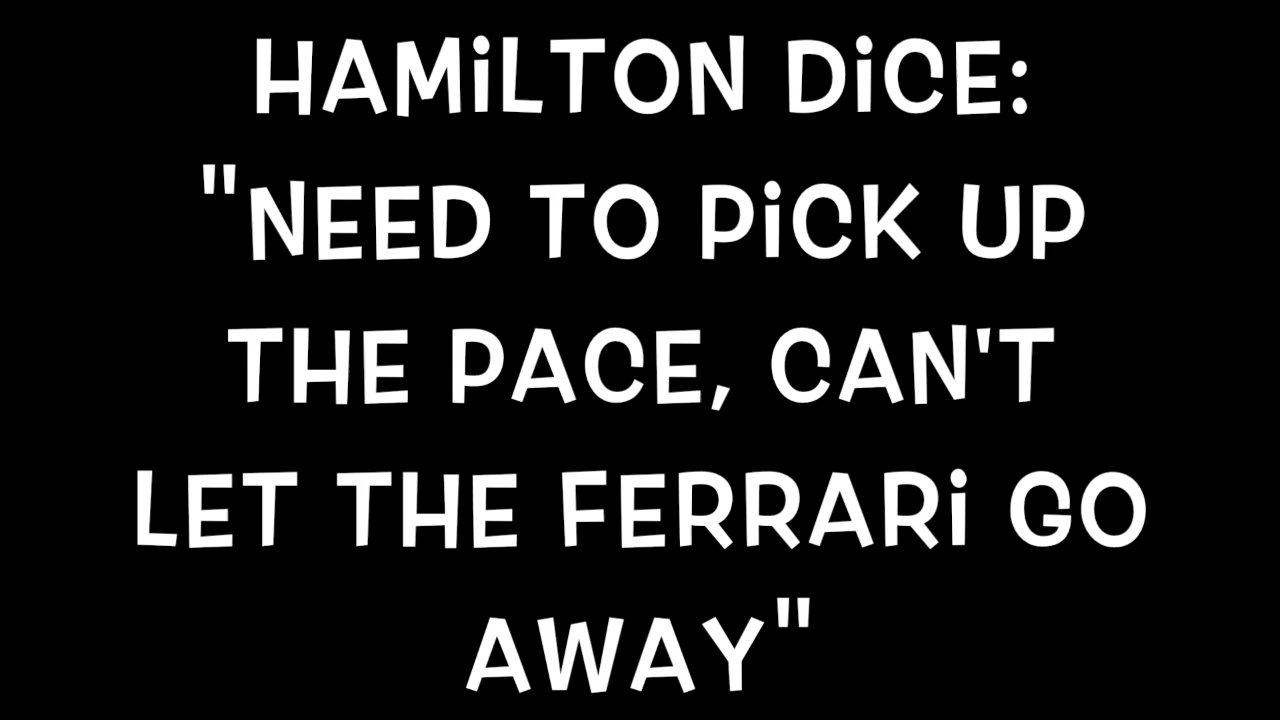 HAMiLTON DiCE:
"NEED TO PiCK UP
THE PACE, CAN'T
LET THE FERRARi GO
AWAY"